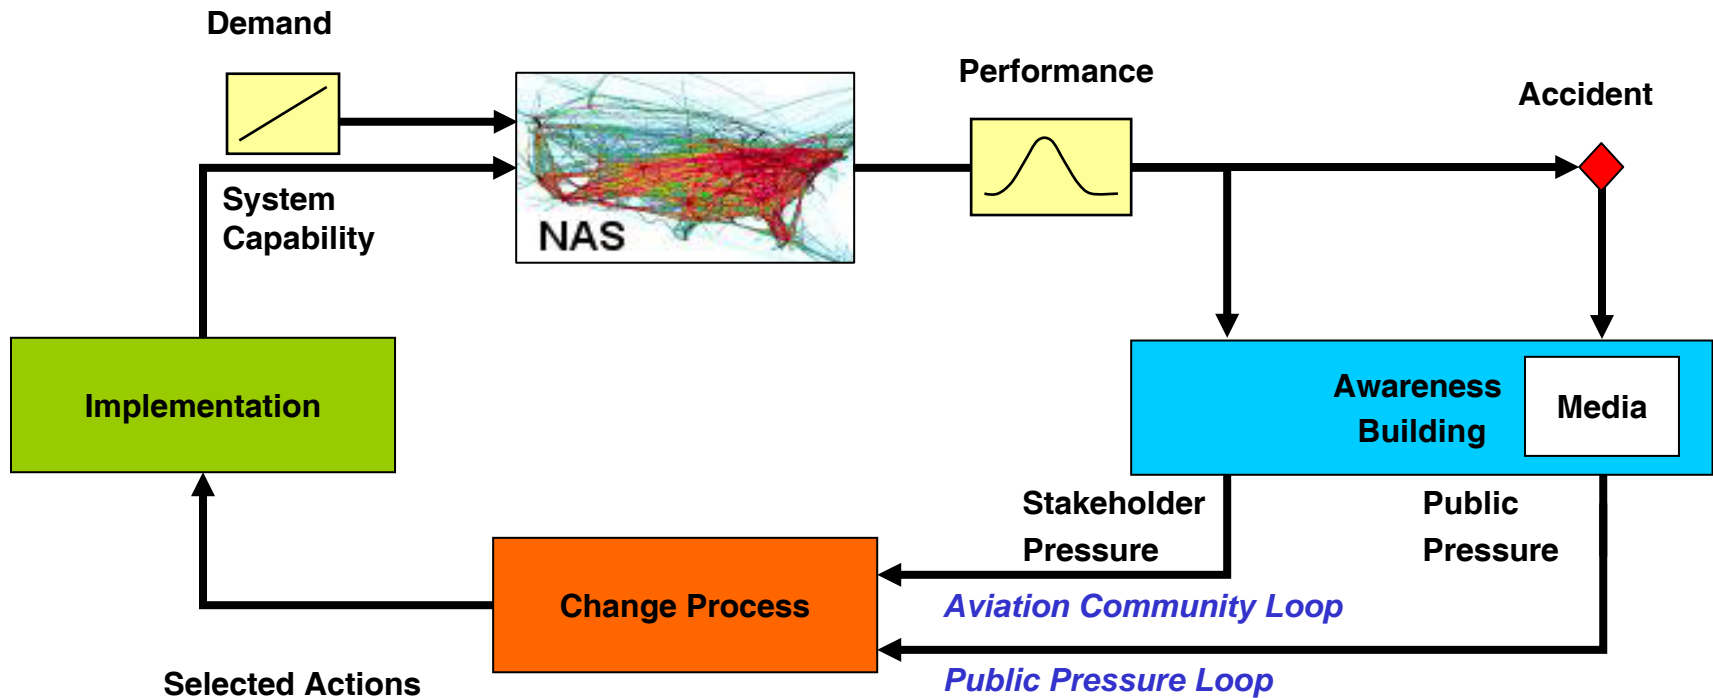 Demand
Performance
Accident
System
Capability
NAS
Implementation
Awareness
Building
Media
Stakeholder
Pressure
Public
Pressure
Change Process
Aviation Community Loop
Selected Actions
Public Pressure Loop